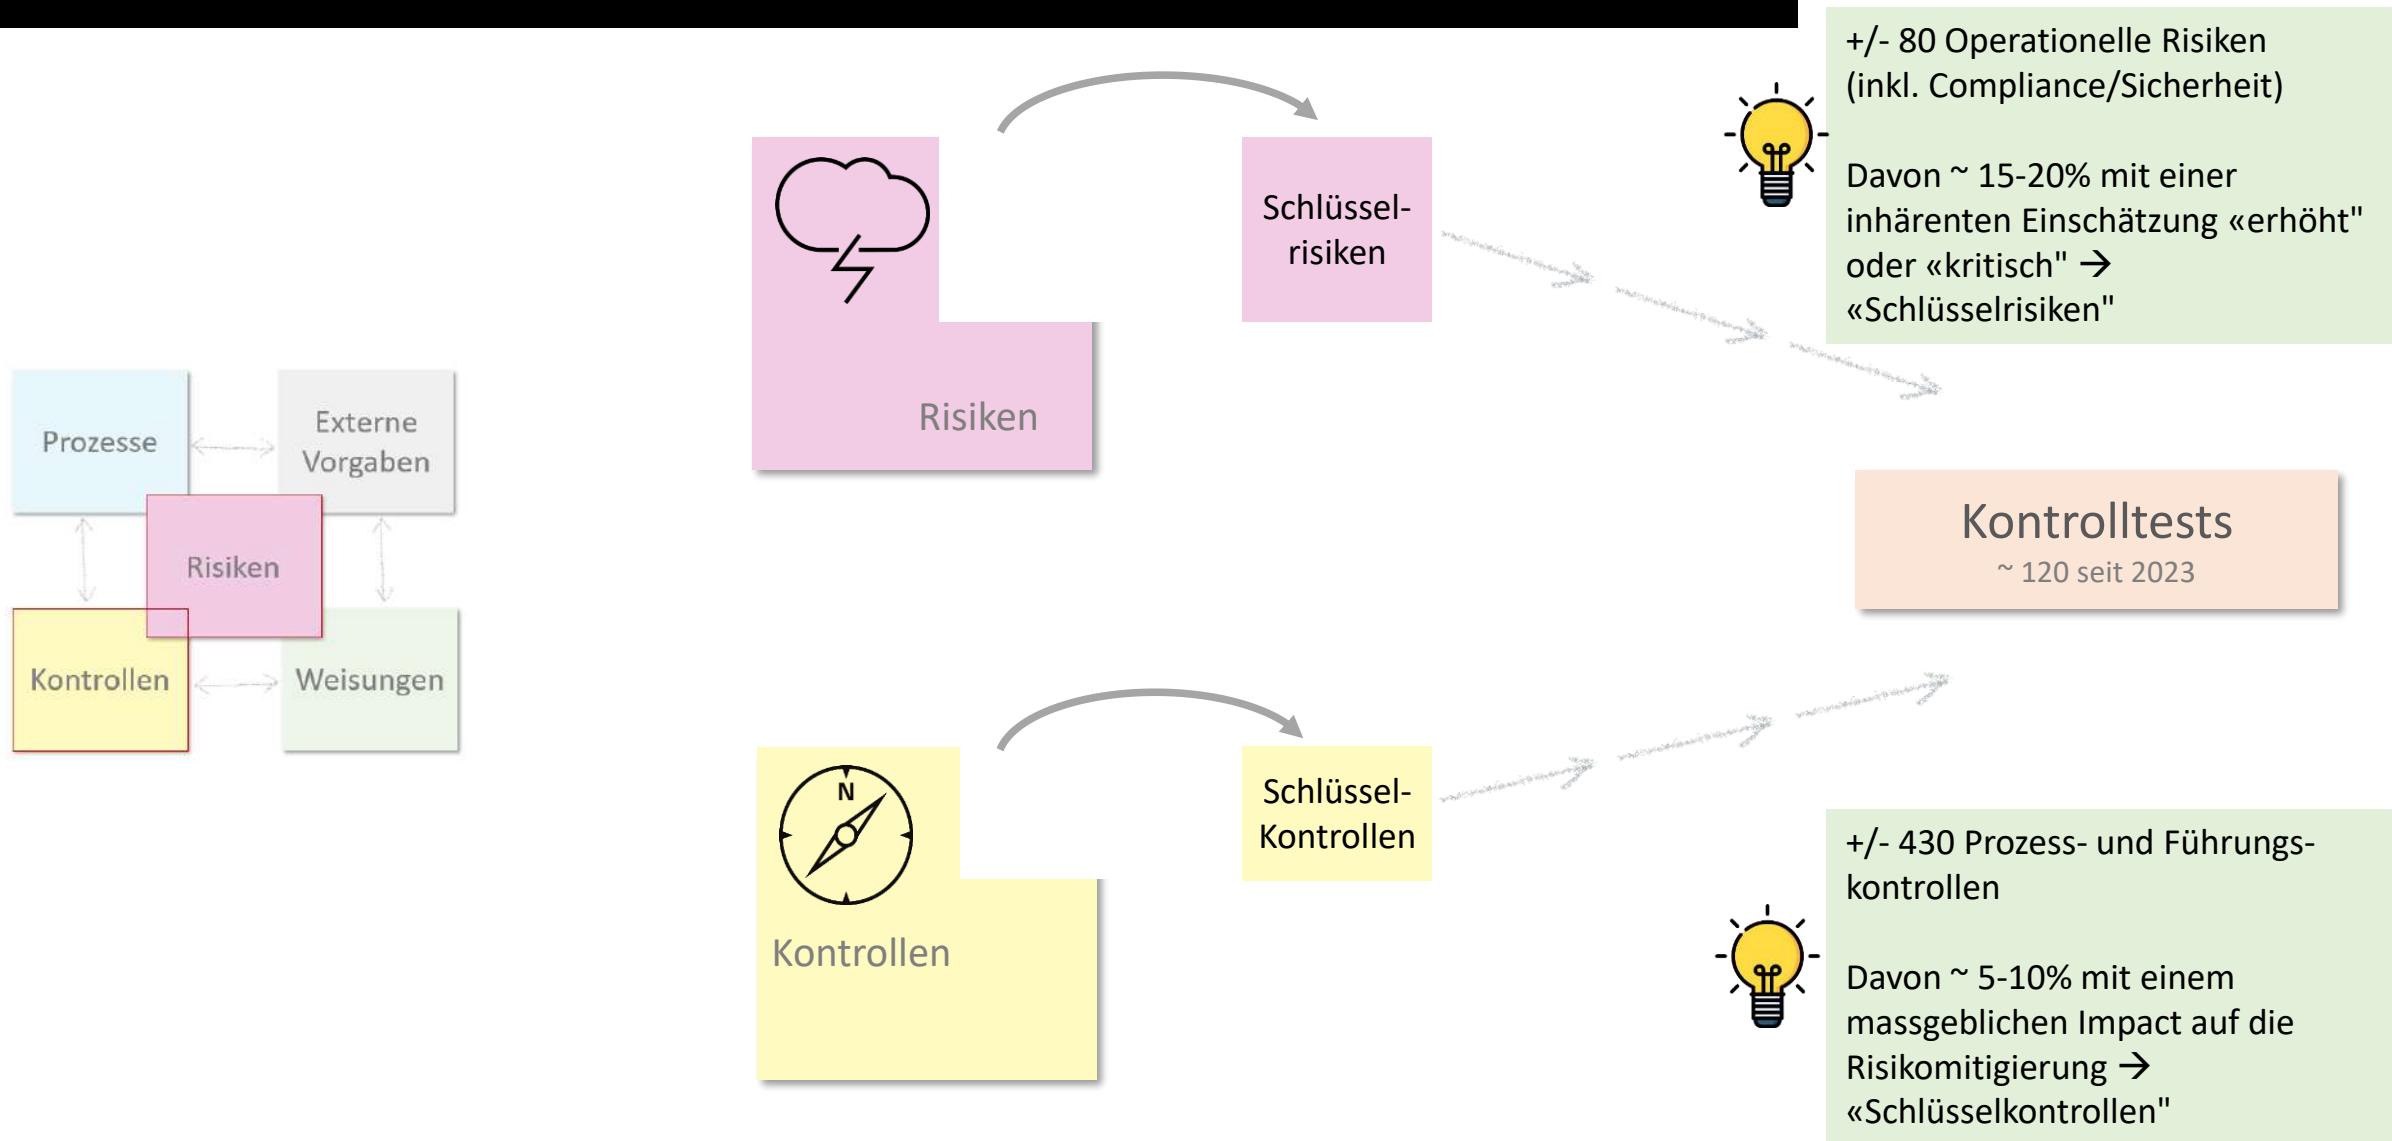 Prozesse
Externe
Vorgaben
Risiken
Kontrollen
Weisungen
Risiken
Schlüssel-
risiken
N
Kontrollen
Schlüssel-
Kontrollen
+/- 80 Operationelle Risiken
(inkl. Compliance/Sicherheit)
Davon ~ 15-20% mit einer
inhärenten Einschätzung «erhöht"
oder «kritisch" →
«Schlüsselrisiken"
Kontrolltests
~ 120 seit 2023
+/- 430 Prozess- und Führungs-
kontrollen
Davon ~ 5-10% mit einem
massgeblichen Impact auf die
Risikomitigierung →
«Schlüsselkontrollen"